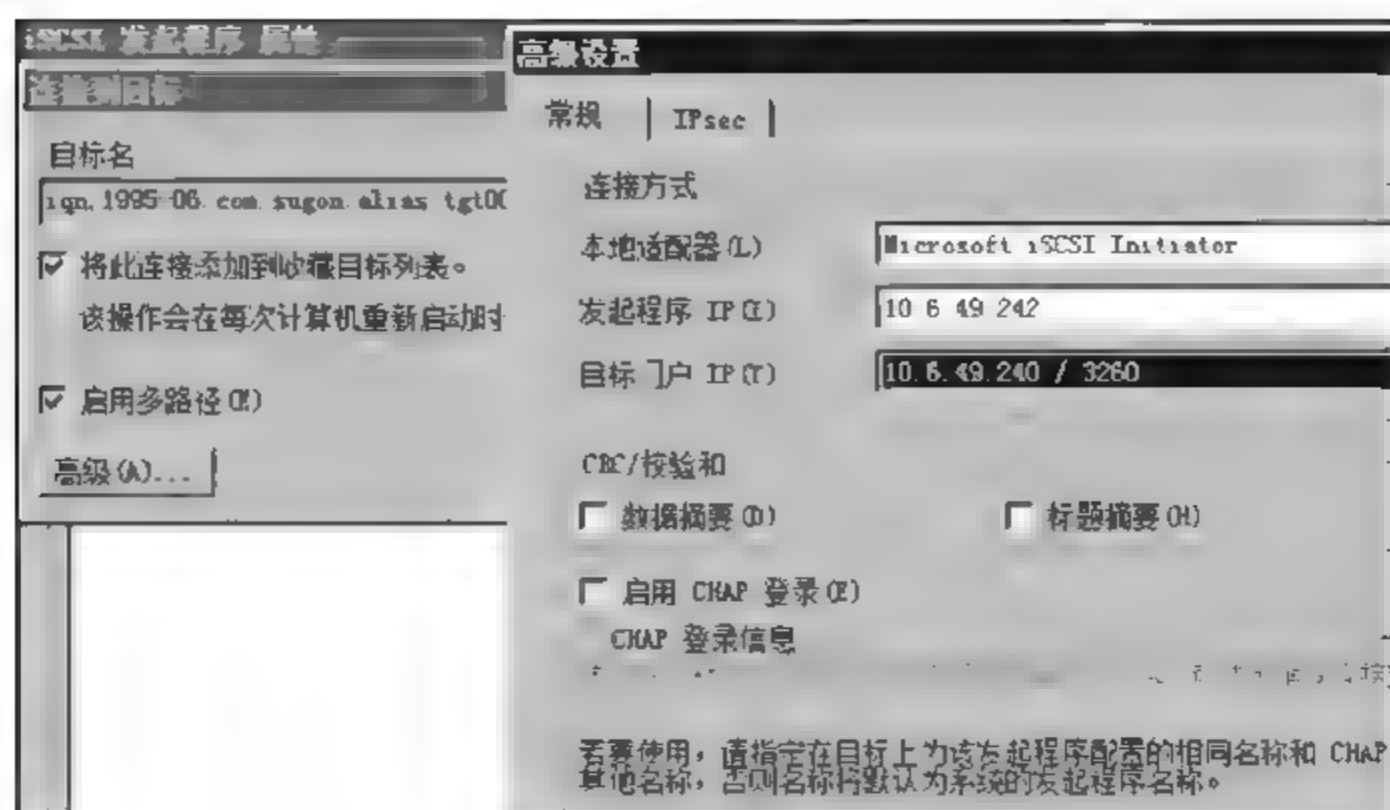 iSCSI 发起程序 属性
连接到目标
目标名
iqn.1995-06.com.sugon.alias.tgt00
将此连接添加到收藏目标列表。
该操作会在每次计算机重新启动时
启用多路径(E)
高级(A)...
高级设置
常规
IPsec
连接方式
本地适配器(L)
Microsoft iSCSI Initiator
发起程序 IP(I)
10 6 49 242
目标门户 IP(T)
10.6.49.240 / 3260
CRC/校验和
数据摘要(D)
标题摘要(H)
启用 CHAP 登录(E)
CHAP 登录信息
若要使用，请指定在目标上为该发起程序配置的相同名称和 CHAP
其他名称，否则名称将默认为系统的发起程序名称。